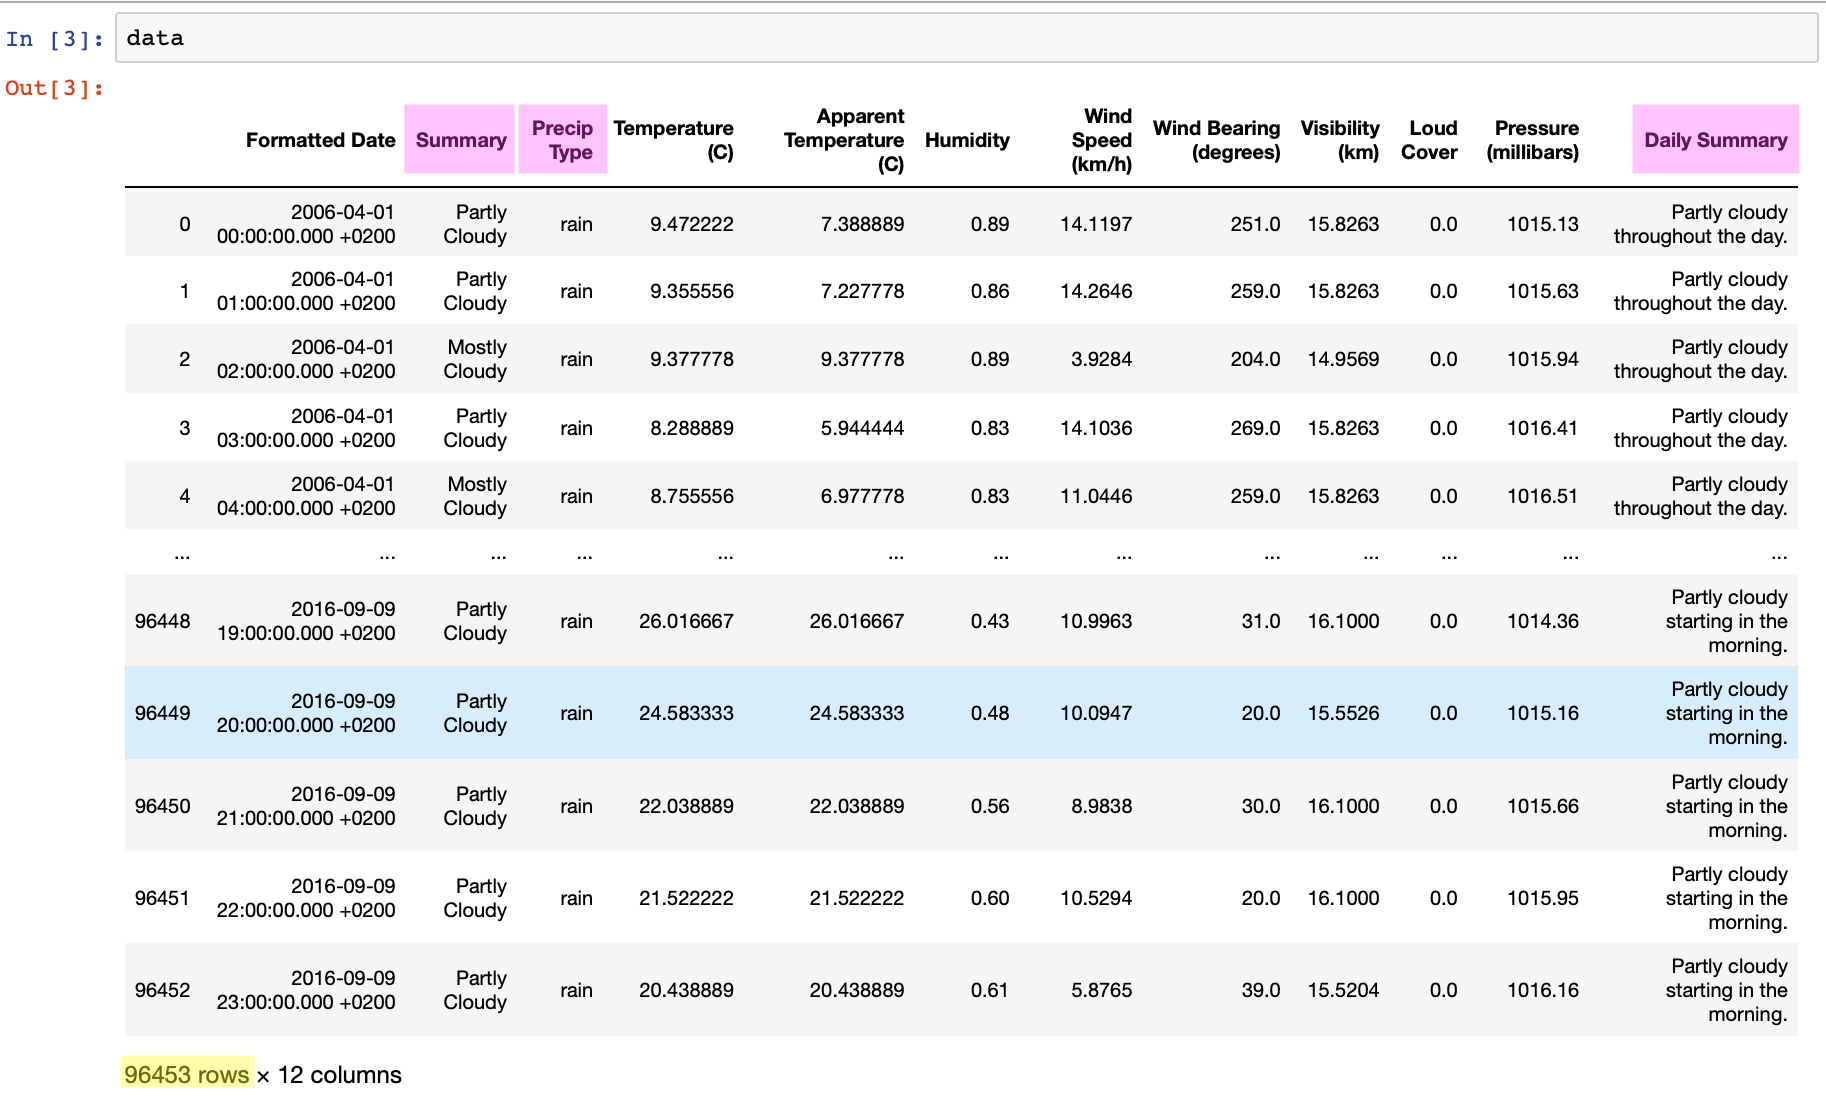 In [3]: data
Out[3]:
Formatted Date Summary Precip Type Temperature (C) Apparent Temperature (C) Humidity Wind Speed (km/h) Wind Bearing (degrees) Visibility (km) Loud Cover Pressure (millibars) Daily Summary
0 2006-04-01 00:00:00.000 +0200 Partly Cloudy rain 9.472222 7.388889 0.89 14.1197 251.0 15.8263 0.0 1015.13 Partly cloudy throughout the day.
1 2006-04-01 01:00:00.000 +0200 Partly Cloudy rain 9.355556 7.227778 0.86 14.2646 259.0 15.8263 0.0 1015.63 Partly cloudy throughout the day.
2 2006-04-01 02:00:00.000 +0200 Mostly Cloudy rain 9.377778 9.377778 0.89 3.9284 204.0 14.9569 0.0 1015.94 Partly cloudy throughout the day.
3 2006-04-01 03:00:00.000 +0200 Partly Cloudy rain 8.288889 5.944444 0.83 14.1036 269.0 15.8263 0.0 1016.41 Partly cloudy throughout the day.
4 2006-04-01 04:00:00.000 +0200 Mostly Cloudy rain 8.755556 6.977778 0.83 11.0446 259.0 15.8263 0.0 1016.51 Partly cloudy throughout the day.
... ... ... ... ... ... ... ... ... ... ... ... ...
96448 2016-09-09 19:00:00.000 +0200 Partly Cloudy rain 26.016667 26.016667 0.43 10.9963 31.0 16.1000 0.0 1014.36 Partly cloudy starting in the morning.
96449 2016-09-09 20:00:00.000 +0200 Partly Cloudy rain 24.583333 24.583333 0.48 10.0947 20.0 15.5526 0.0 1015.16 Partly cloudy starting in the morning.
96450 2016-09-09 21:00:00.000 +0200 Partly Cloudy rain 22.038889 22.038889 0.56 8.9838 30.0 16.1000 0.0 1015.66 Partly cloudy starting in the morning.
96451 2016-09-09 22:00:00.000 +0200 Partly Cloudy rain 21.522222 21.522222 0.60 10.5294 20.0 16.1000 0.0 1015.95 Partly cloudy starting in the morning.
96452 2016-09-09 23:00:00.000 +0200 Partly Cloudy rain 20.438889 20.438889 0.61 5.8765 39.0 15.5204 0.0 1016.16 Partly cloudy starting in the morning.
96453 rows × 12 columns